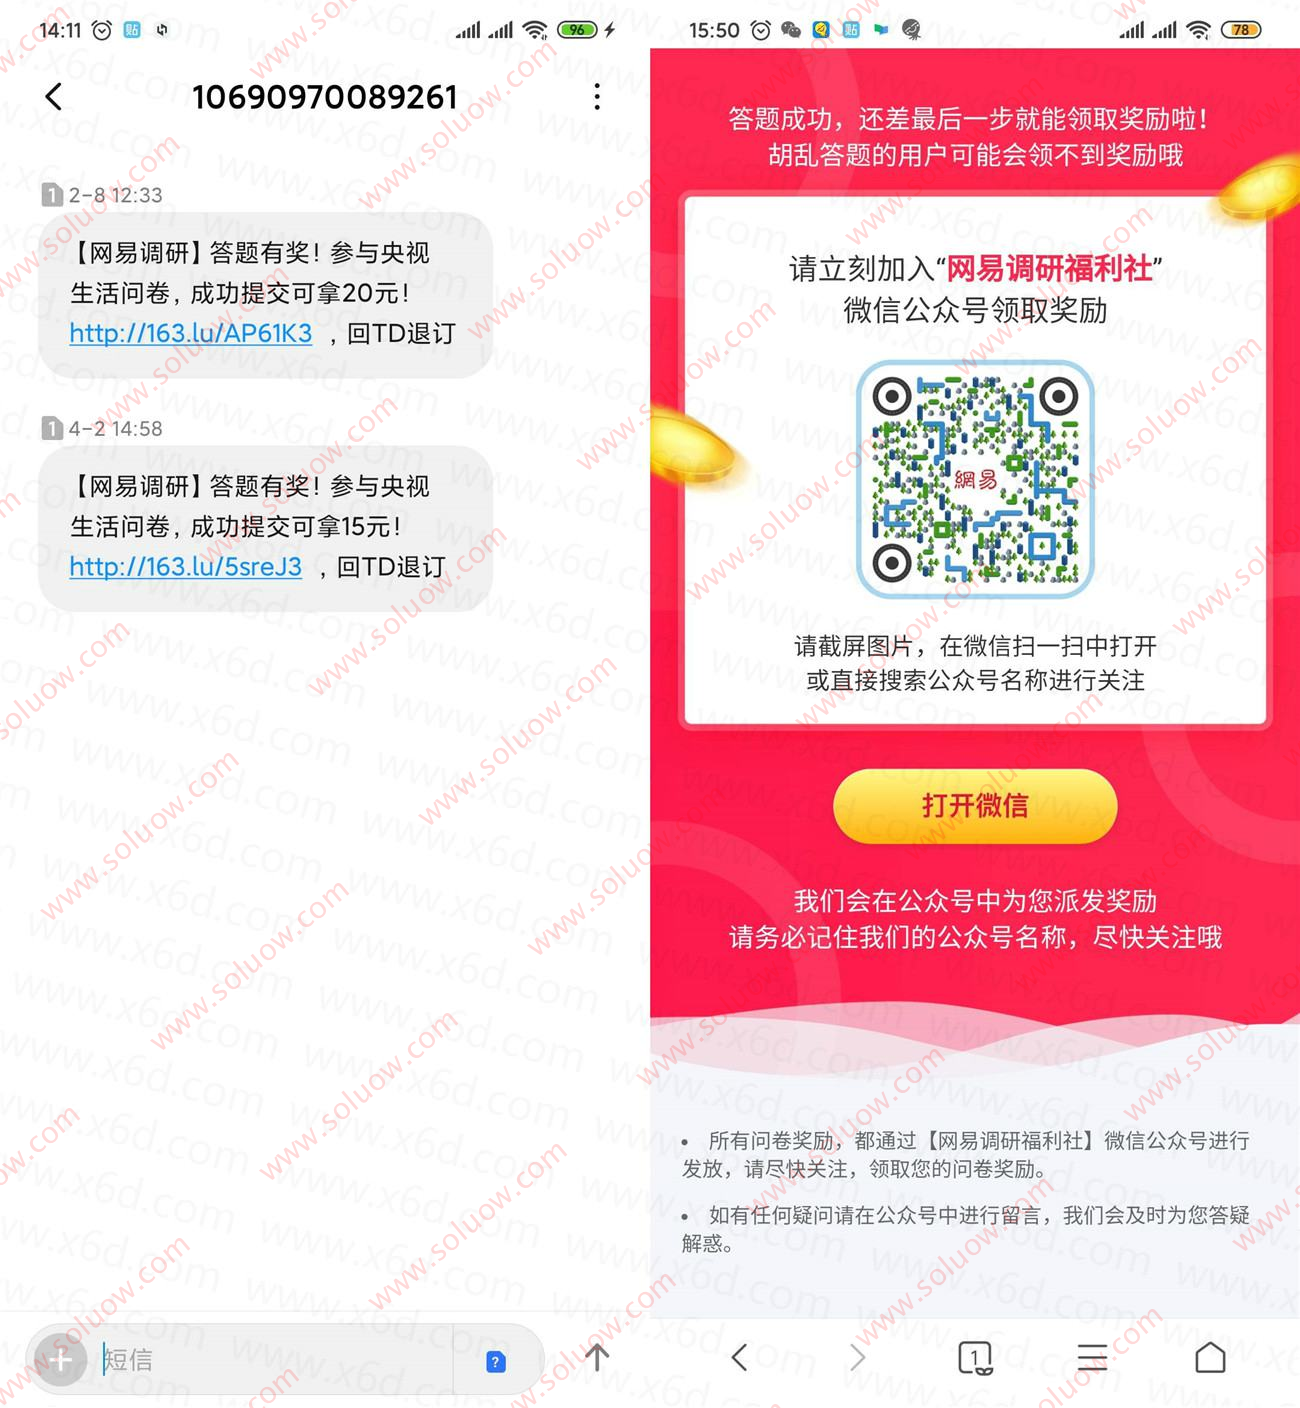 14:11
96
10690970089261
1 2-8 12:33
【网易调研】答题有奖！参与央视
生活问卷，成功提交可拿20元！
http://163.lu/AP61K3 ，回TD退订
1 4-2 14:58
【网易调研】答题有奖！参与央视
生活问卷，成功提交可拿15元！
http://163.lu/5sreJ3 ，回TD退订
短信
15:50
78
答题成功，还差最后一步就能领取奖励啦！
胡乱答题的用户可能会领不到奖励哦
请立刻加入“网易调研福利社”
微信公众号领取奖励
網易
请截屏图片，在微信扫一扫中打开
或直接搜索公众号名称进行关注
打开微信
我们会在公众号中为您派发奖励
请务必记住我们的公众号名称，尽快关注哦
• 所有问卷奖励，都通过【网易调研福利社】微信公众号进行
发放，请尽快关注，领取您的问卷奖励。
• 如有任何疑问请在公众号中进行留言，我们会及时为您答疑
解惑。
1
www.soluow.com
www.x6d.com